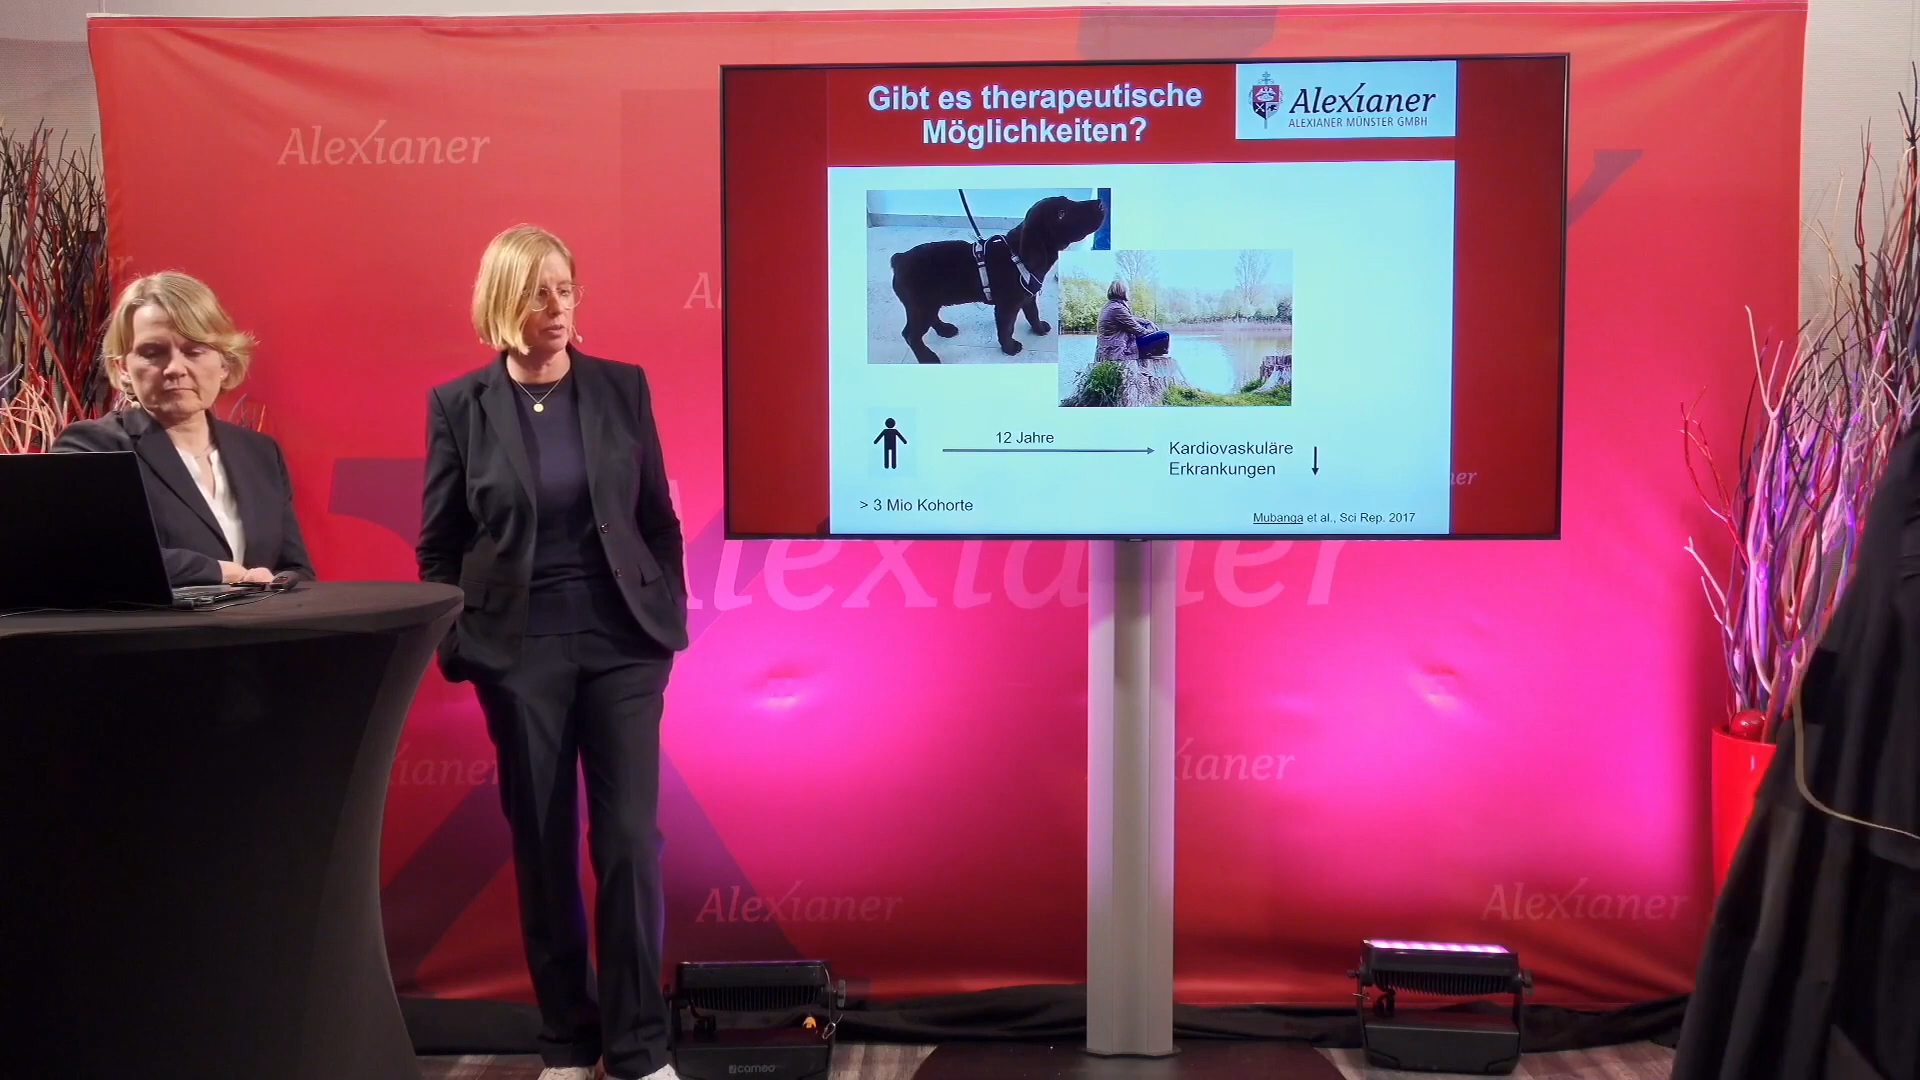 Alexianer
Gibt es therapeutische
Möglichkeiten?
Alexianer
ALEXIANER MÜNSTER GMBH
12 Jahre
Kardiovaskuläre
Erkrankungen
> 3 Mio Kohorte
Mubanga et al., Sci Rep. 2017
Alexianer
Alexianer
Alexianer
cameo